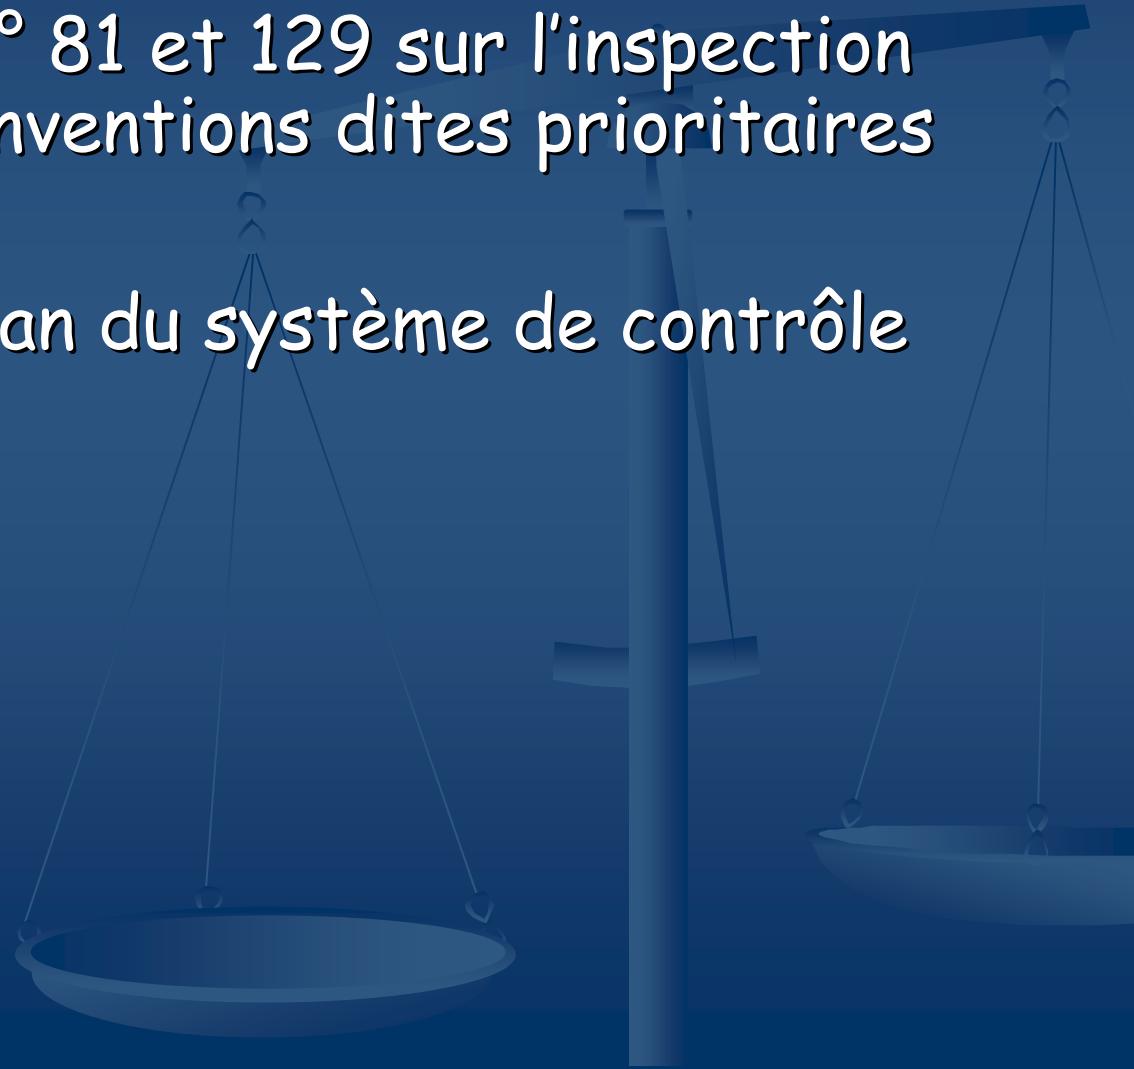 ° 81 et 129 sur l’inspection
nventions dites prioritaires
an du système de contrôle